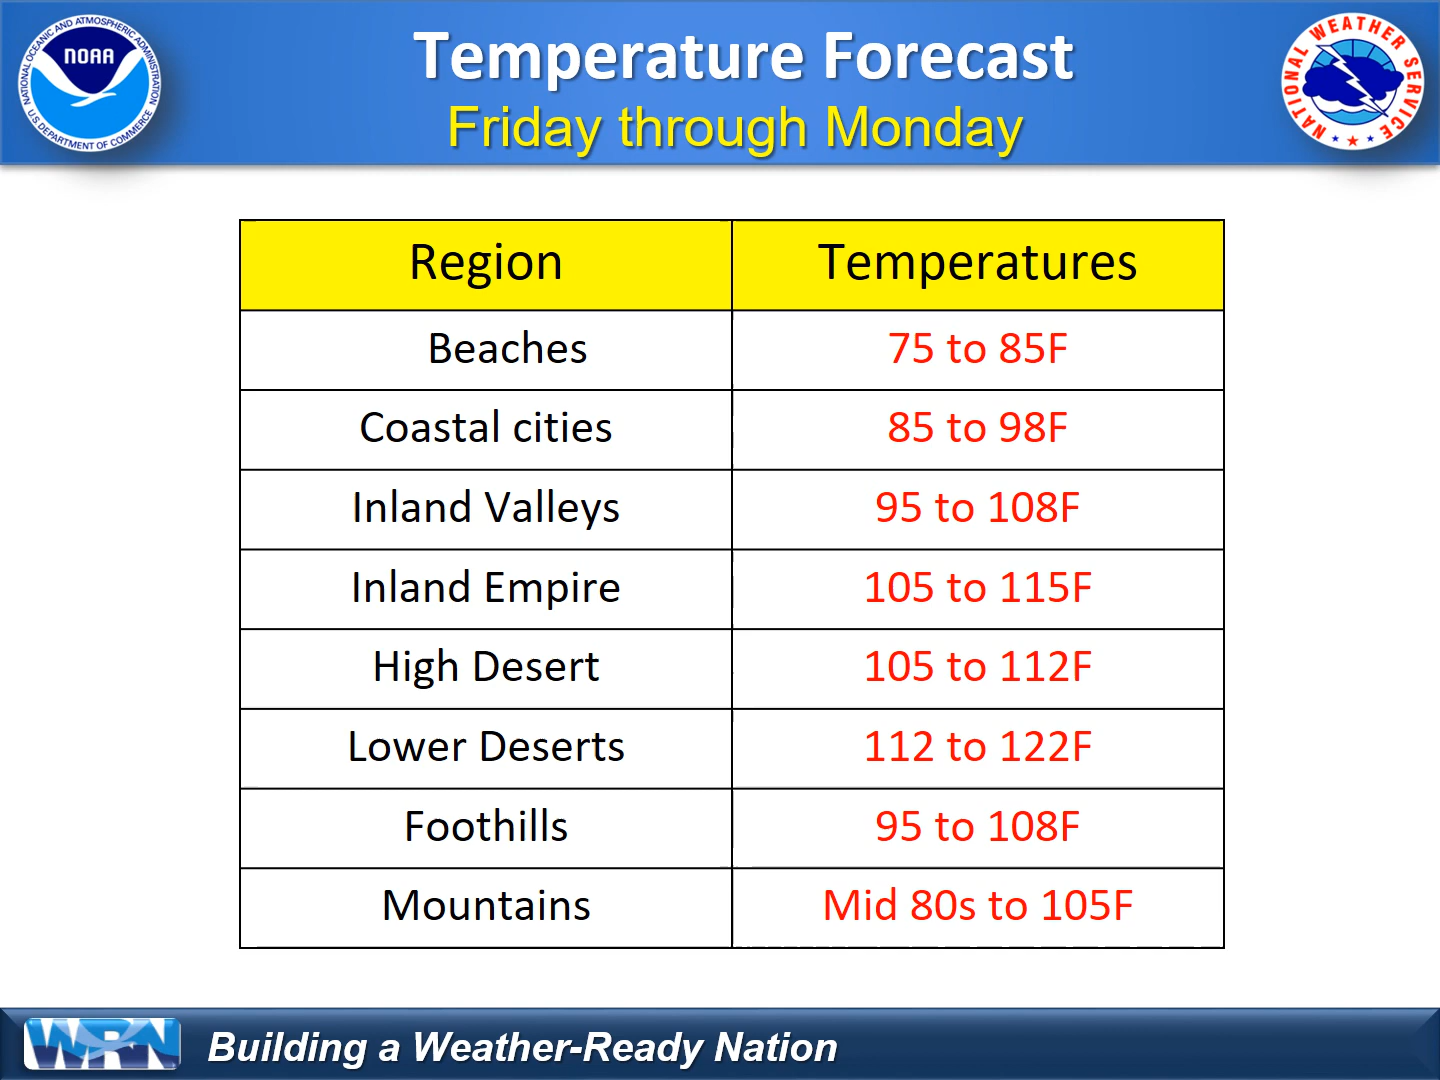 NATIONAL OCEANIC AND ATMOSPHERIC ADMINISTRATION
NOAA
U.S. DEPARTMENT OF COMMERCE
Temperature Forecast
Friday through Monday
NATIONAL WEATHER SERVICE
Region Temperatures
Beaches 75 to 85F
Coastal cities 85 to 98F
Inland Valleys 95 to 108F
Inland Empire 105 to 115F
High Desert 105 to 112F
Lower Deserts 112 to 122F
Foothills 95 to 108F
Mountains Mid 80s to 105F
WRN Building a Weather-Ready Nation